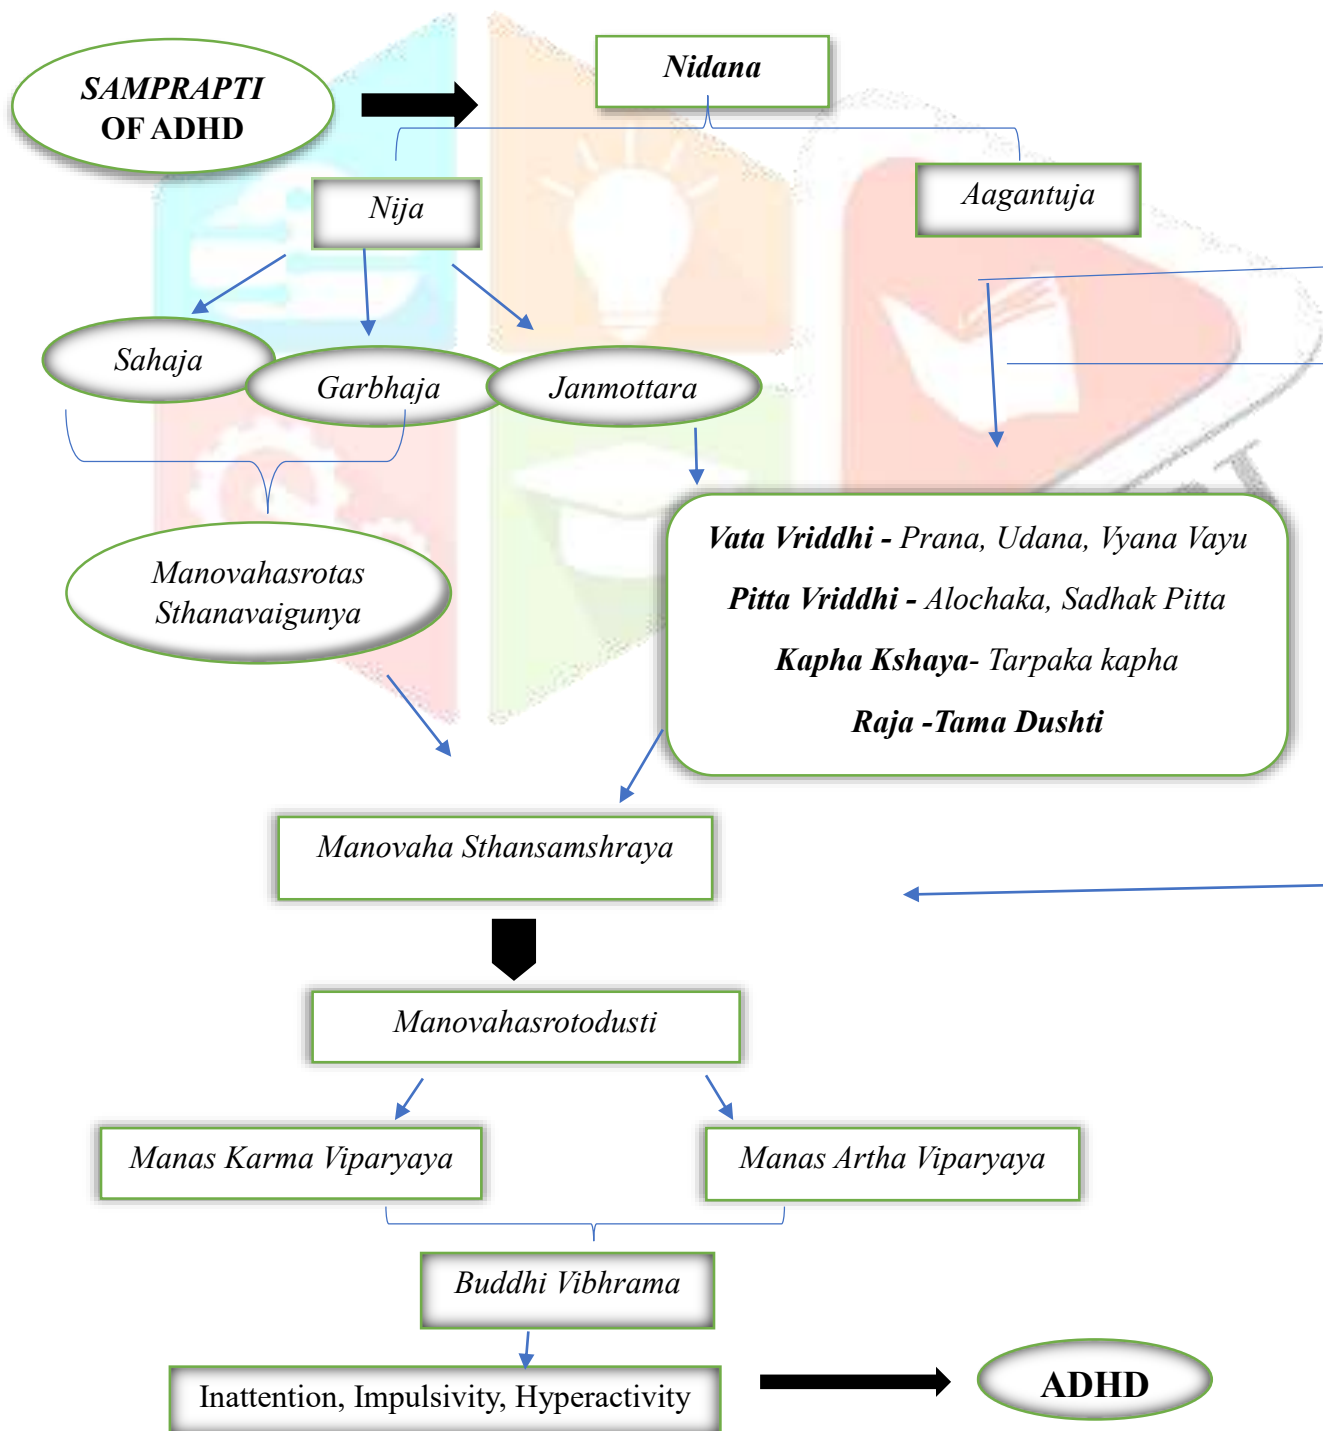 SAMPRAPTI
OF ADHD
Nidana
Nija
Aagantuja
Sahaja
Garbhaja
Janmottara
Manovahasrotas
Sthanavaigunya
Vata Vriddhi - Prana, Udana, Vyana Vayu
Pitta Vriddhi - Alochaka, Sadhak Pitta
Kapha Kshaya- Tarpaka kapha
Raja -Tama Dushti
Manovaha Sthansamshraya
Manovahasrotodusti
Manas Karma Viparyaya
Manas Artha Viparyaya
Buddhi Vibhrama
Inattention, Impulsivity, Hyperactivity
ADHD